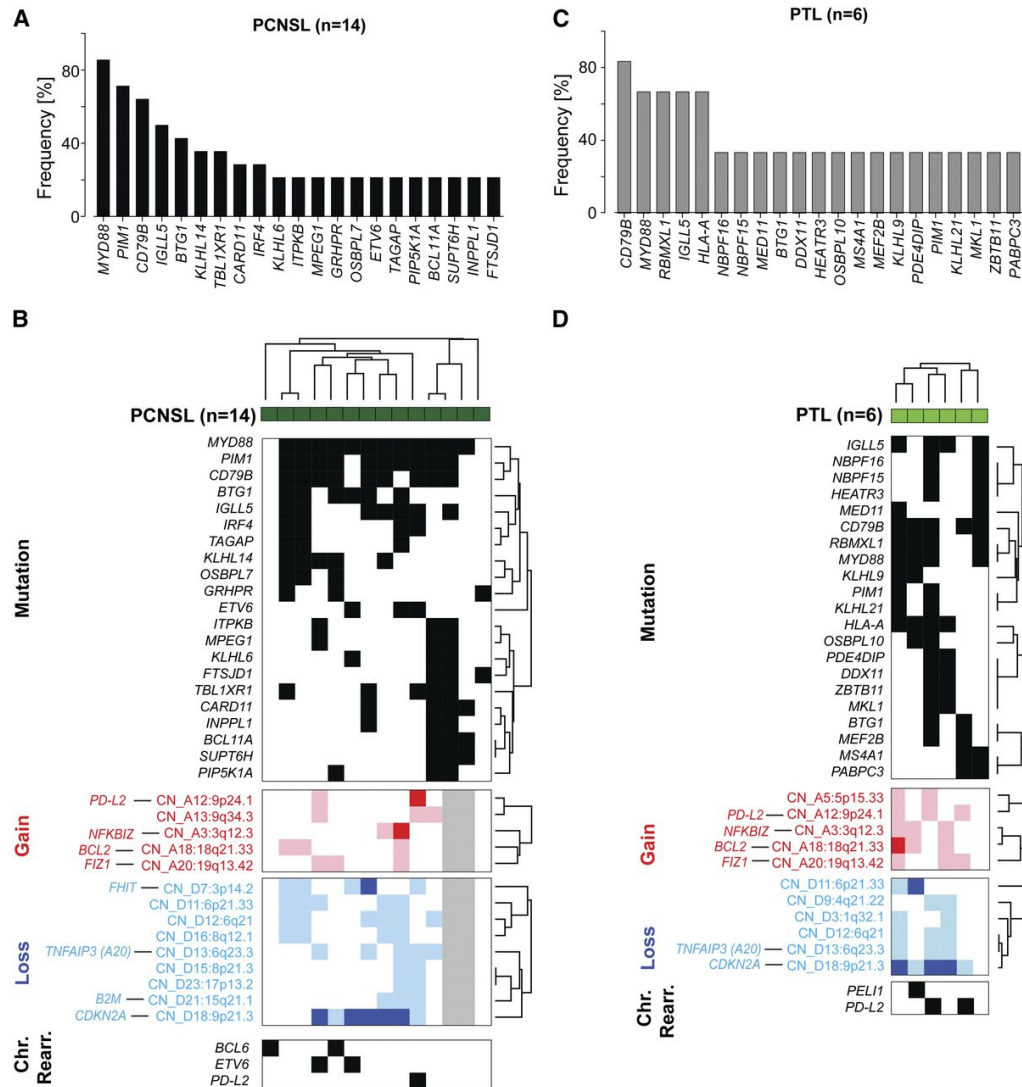 A
PCNSL (n=14)
Frequency [%]
80
40
0
MYD88
PIM1
CD79B
IGLL5
BTG1
KLHL14
TBL1XR1
CARD11
IRF4
KLHL6
ITPKB
MPEG1
GRHPR
OSBPL7
ETV6
TAGAP
PIP5K1A
BCL11A
SUPT6H
INPPL1
FTSJD1
C
PTL (n=6)
Frequency [%]
80
40
0
CD79B
MYD88
RBMXL1
IGLL5
HLA-A
NBPF16
NBPF15
MED11
BTG1
DDX11
HEATR3
OSBPL10
MS4A1
MEF2B
KLHL9
PDE4DIP
PIM1
KLHL21
MKL1
ZBTB11
PABPC3
B
PCNSL (n=14)
Mutation
MYD88
PIM1
CD79B
BTG1
IGLL5
IRF4
TAGAP
KLHL14
OSBPL7
GRHPR
ETV6
ITPKB
MPEG1
KLHL6
FTSJD1
TBL1XR1
CARD11
INPPL1
BCL11A
SUPT6H
PIP5K1A
Gain
PD-L2 — CN_A12:9p24.1
CN_A13:9q34.3
NFKBIZ — CN_A3:3q12.3
BCL2 — CN_A18:18q21.33
FIZ1 — CN_A20:19q13.42
Loss
FHIT — CN_D7:3p14.2
CN_D11:6p21.33
CN_D12:6q21
CN_D16:8q12.1
TNFAIP3 (A20) — CN_D13:6q23.3
CN_D15:8p21.3
CN_D23:17p13.2
B2M — CN_D21:15q21.1
CDKN2A — CN_D18:9p21.3
Chr.
Rearr.
BCL6
ETV6
PD-L2
D
PTL (n=6)
Mutation
IGLL5
NBPF16
NBPF15
HEATR3
MED11
CD79B
RBMXL1
MYD88
KLHL9
PIM1
KLHL21
HLA-A
OSBPL10
PDE4DIP
DDX11
ZBTB11
MKL1
BTG1
MEF2B
MS4A1
PABPC3
Gain
CN_A5:5p15.33
PD-L2 — CN_A12:9p24.1
NFKBIZ — CN_A3:3q12.3
BCL2 — CN_A18:18q21.33
FIZ1 — CN_A20:19q13.42
Loss
CN_D11:6p21.33
CN_D9:4q21.22
CN_D3:1q32.1
CN_D12:6q21
TNFAIP3 (A20) — CN_D13:6q23.3
CDKN2A — CN_D18:9p21.3
Chr.
Rearr.
PELI1
PD-L2